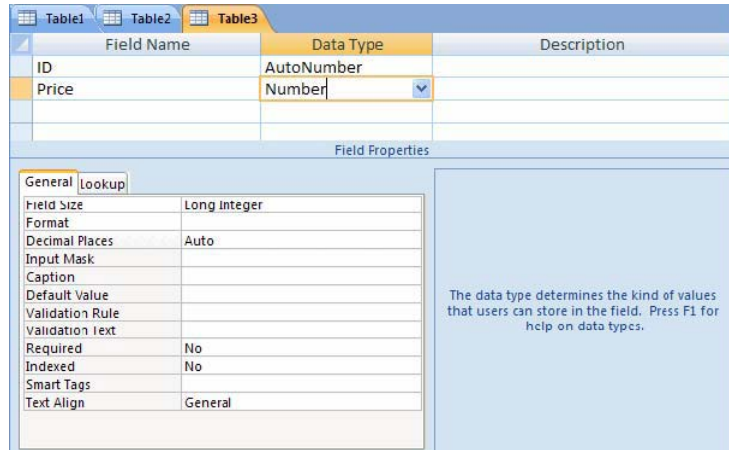 Table1 Table2 Table3
Field Name Data Type Description
ID AutoNumber
Price Number
Field Properties
General Lookup
Field Size Long Integer
Format
Decimal Places Auto
Input Mask
Caption
Default Value
Validation Rule
Validation Text
Required No
Indexed No
Smart Tags
Text Align General
The data type determines the kind of values
that users can store in the field. Press F1 for
help on data types.